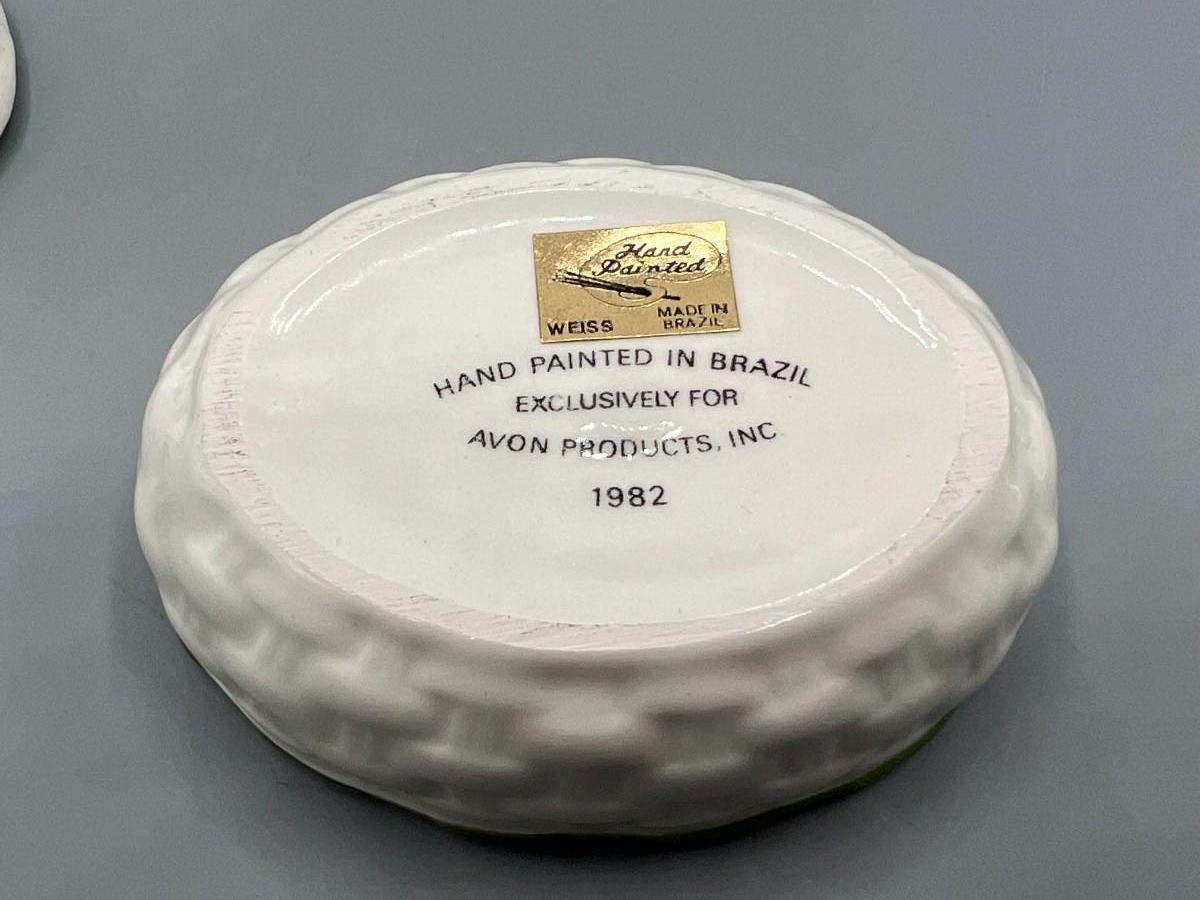 Hand
Painted
WEISS
MADE IN
BRAZIL
HAND PAINTED IN BRAZIL
EXCLUSIVELY FOR
AVON PRODUCTS, INC
1982